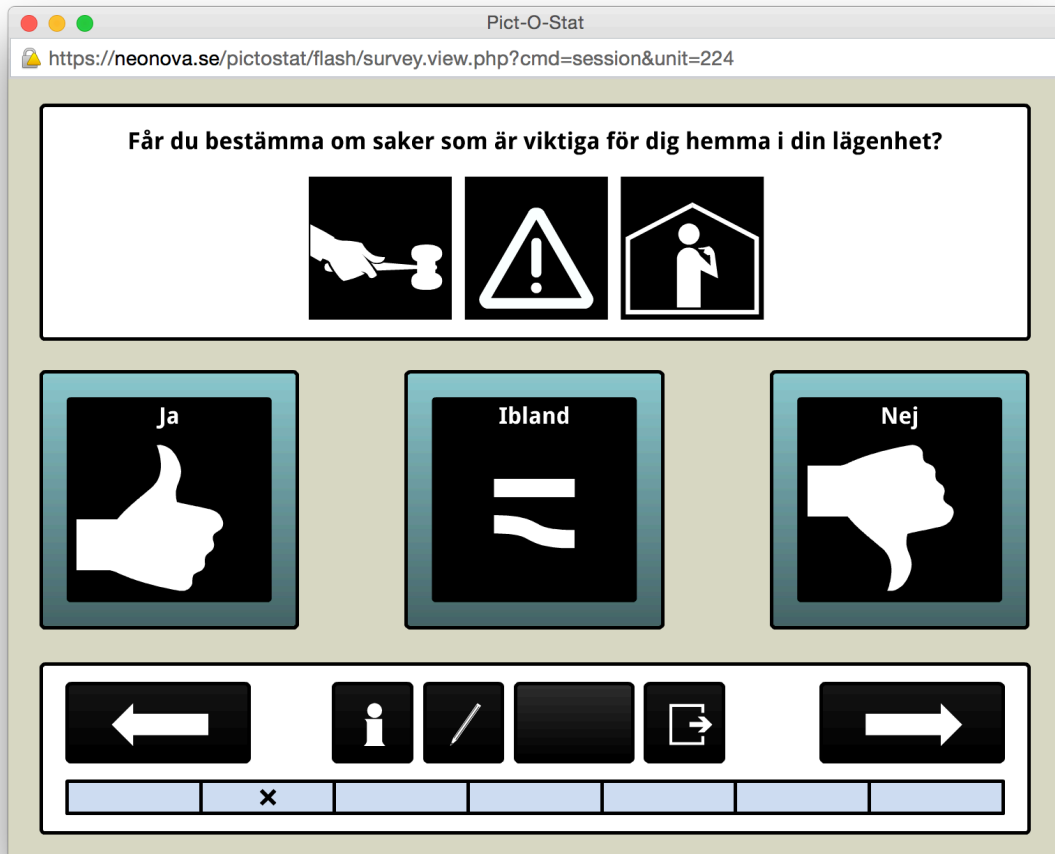 Pict-O-Stat
https://neonova.se/pictostat/flash/survey.view.php?cmd=session&unit=224
Får du bestämma om saker som är viktiga för dig hemma i din lägenhet?
Ja
Ibland
Nej